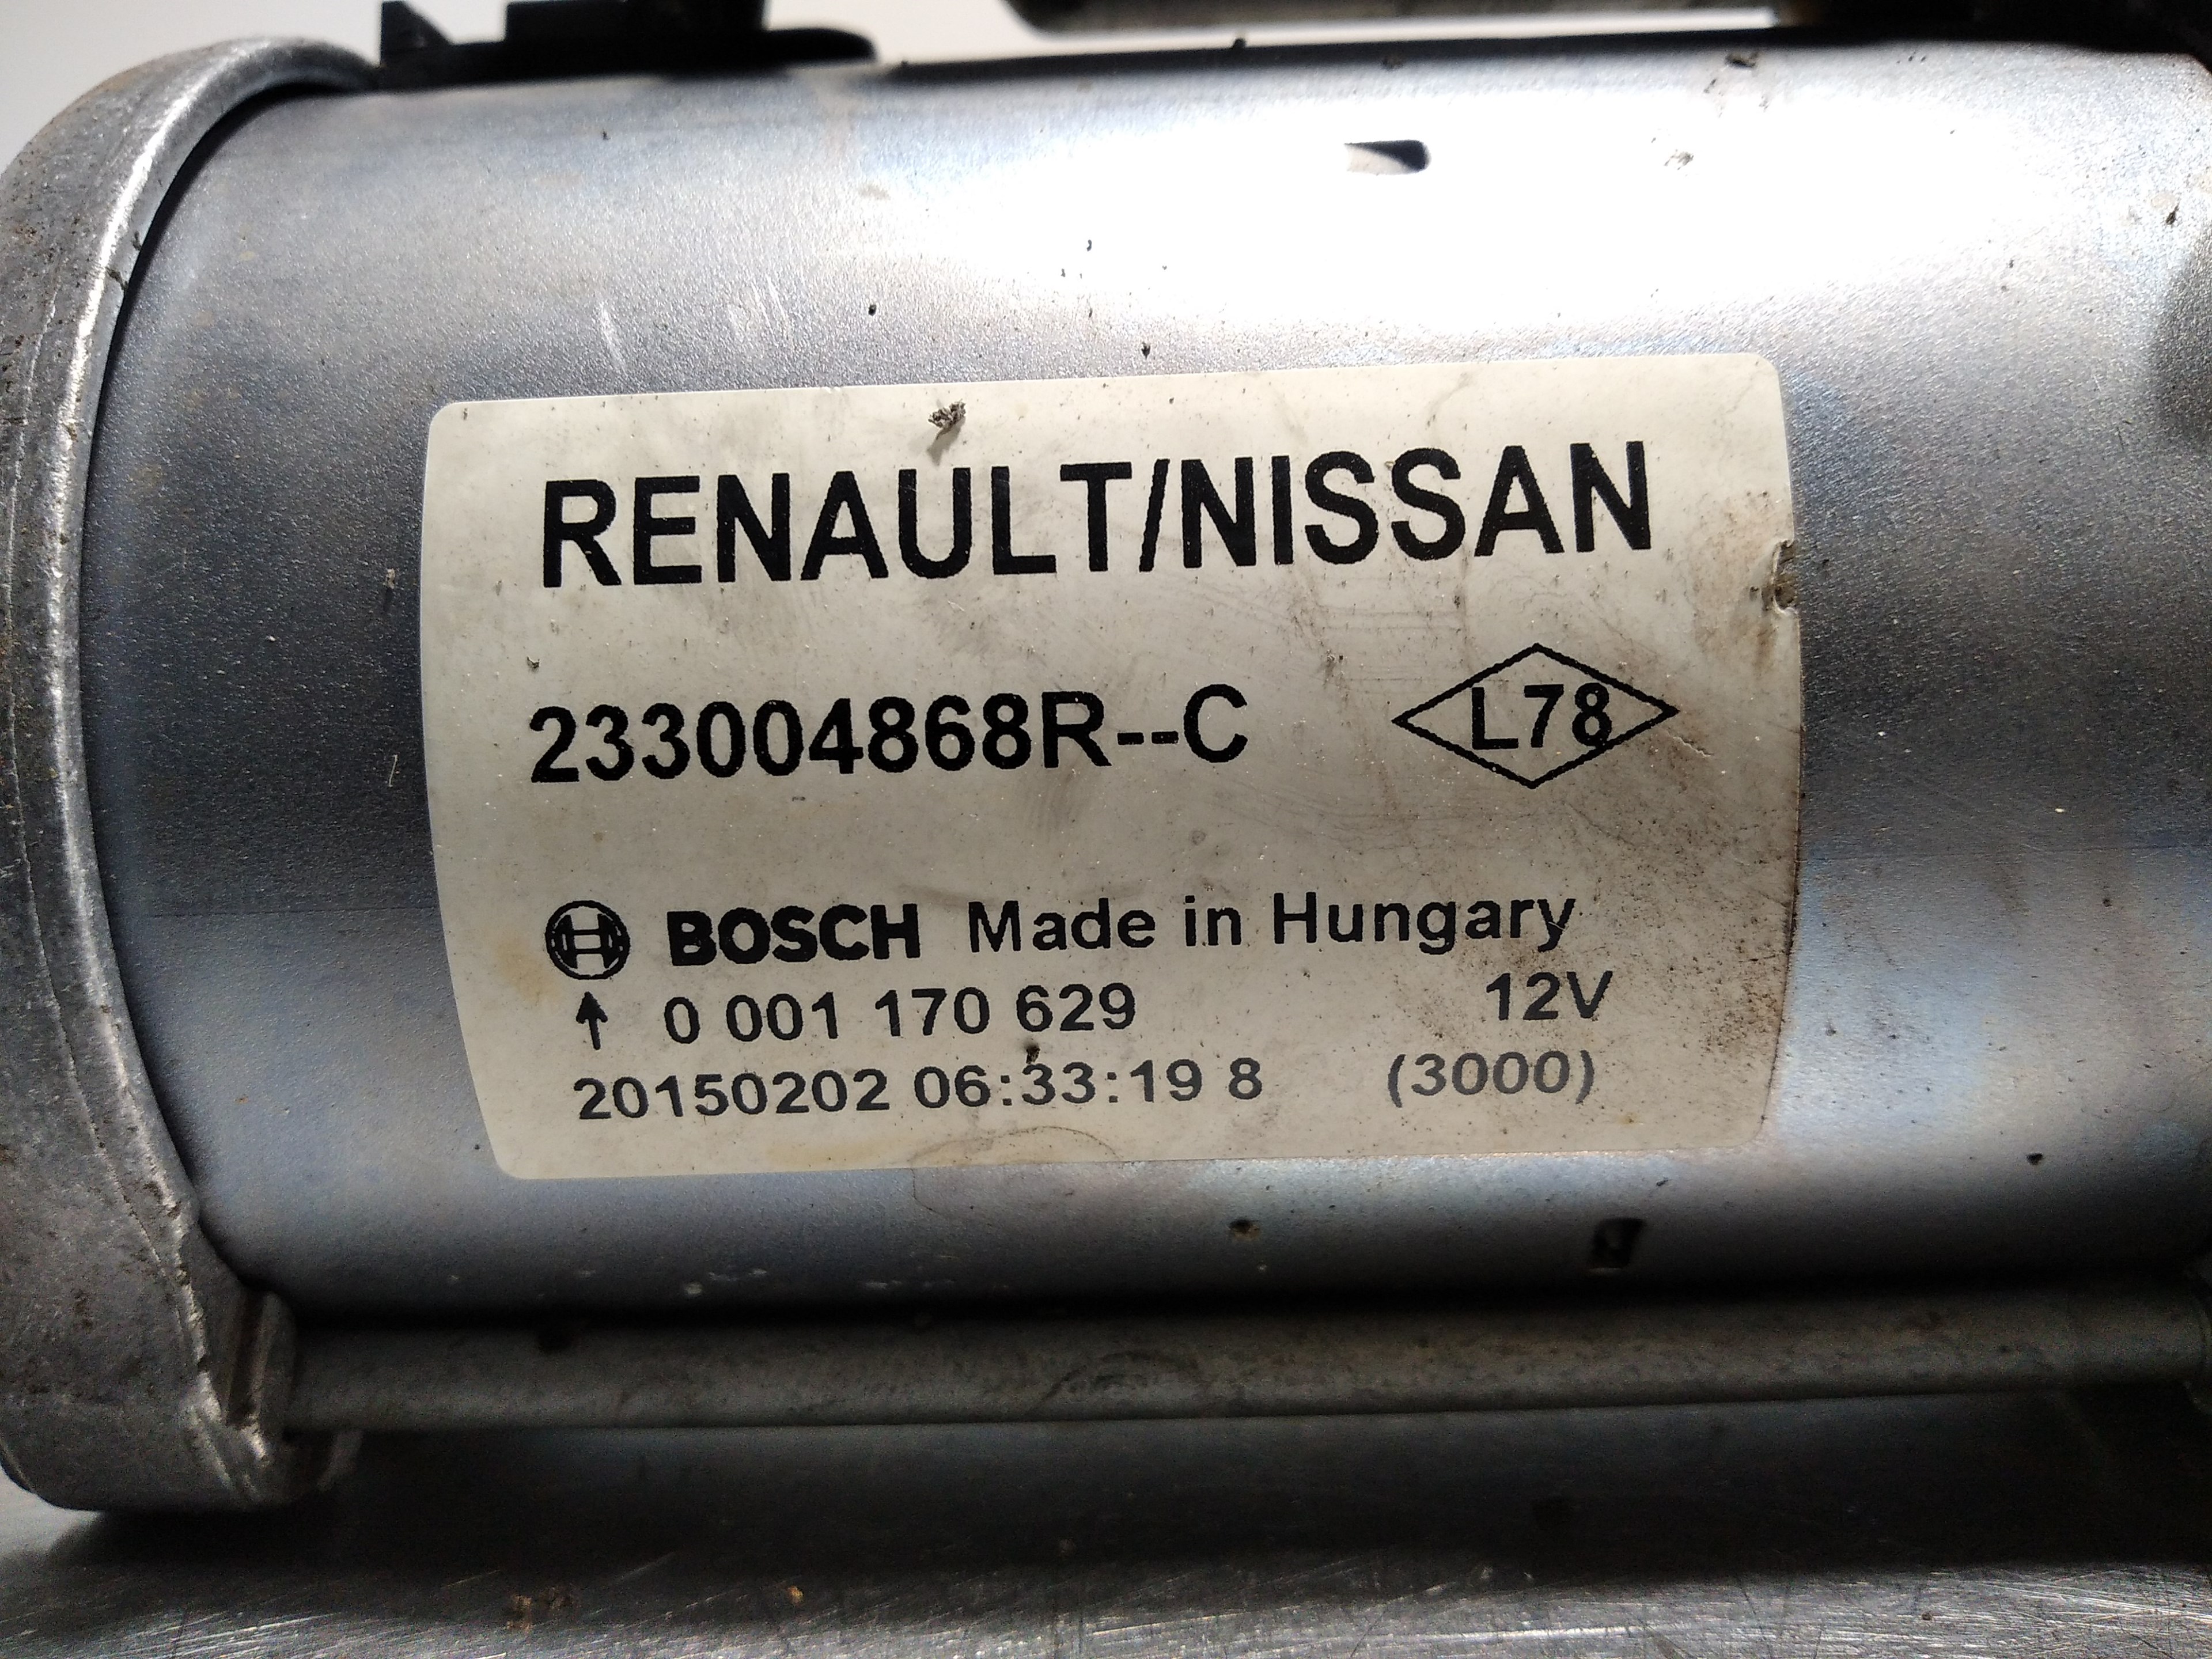 RENAULT/NISSAN
233004868R--C L78
BOSCH Made in Hungary
↑ 0 001 170 629 12V
20150202 06:33:19 8 (3000)